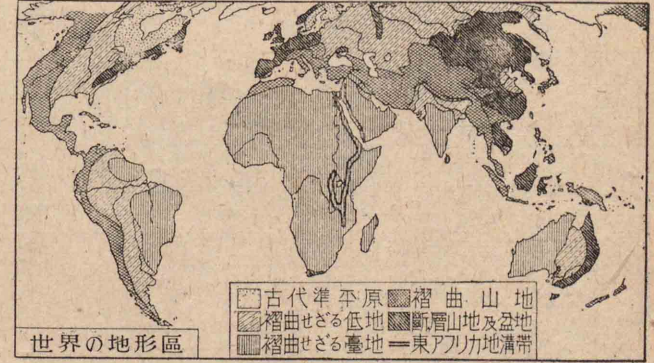 古代準平原
褶曲せざる低地
褶曲せざる臺地
褶曲山地
斷層山地及盆地
東アフリカ地溝帶
世界の地形區